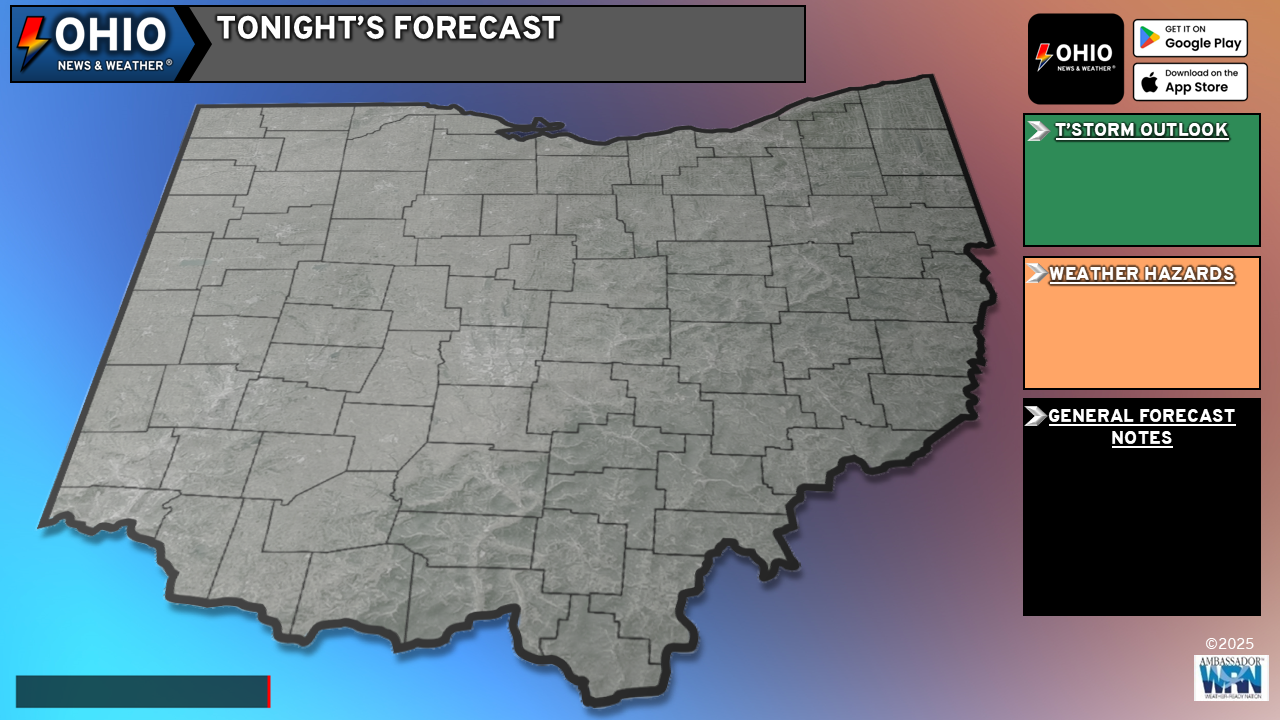 OHIO
NEWS & WEATHER®
TONIGHT'S FORECAST
OHIO
NEWS & WEATHER®
GET IT ON
Google Play
Download on the
App Store
T'STORM OUTLOOK
WEATHER HAZARDS
GENERAL FORECAST
NOTES
©2025
AMBASSADOR™
WRN
WEATHER-READY NATION